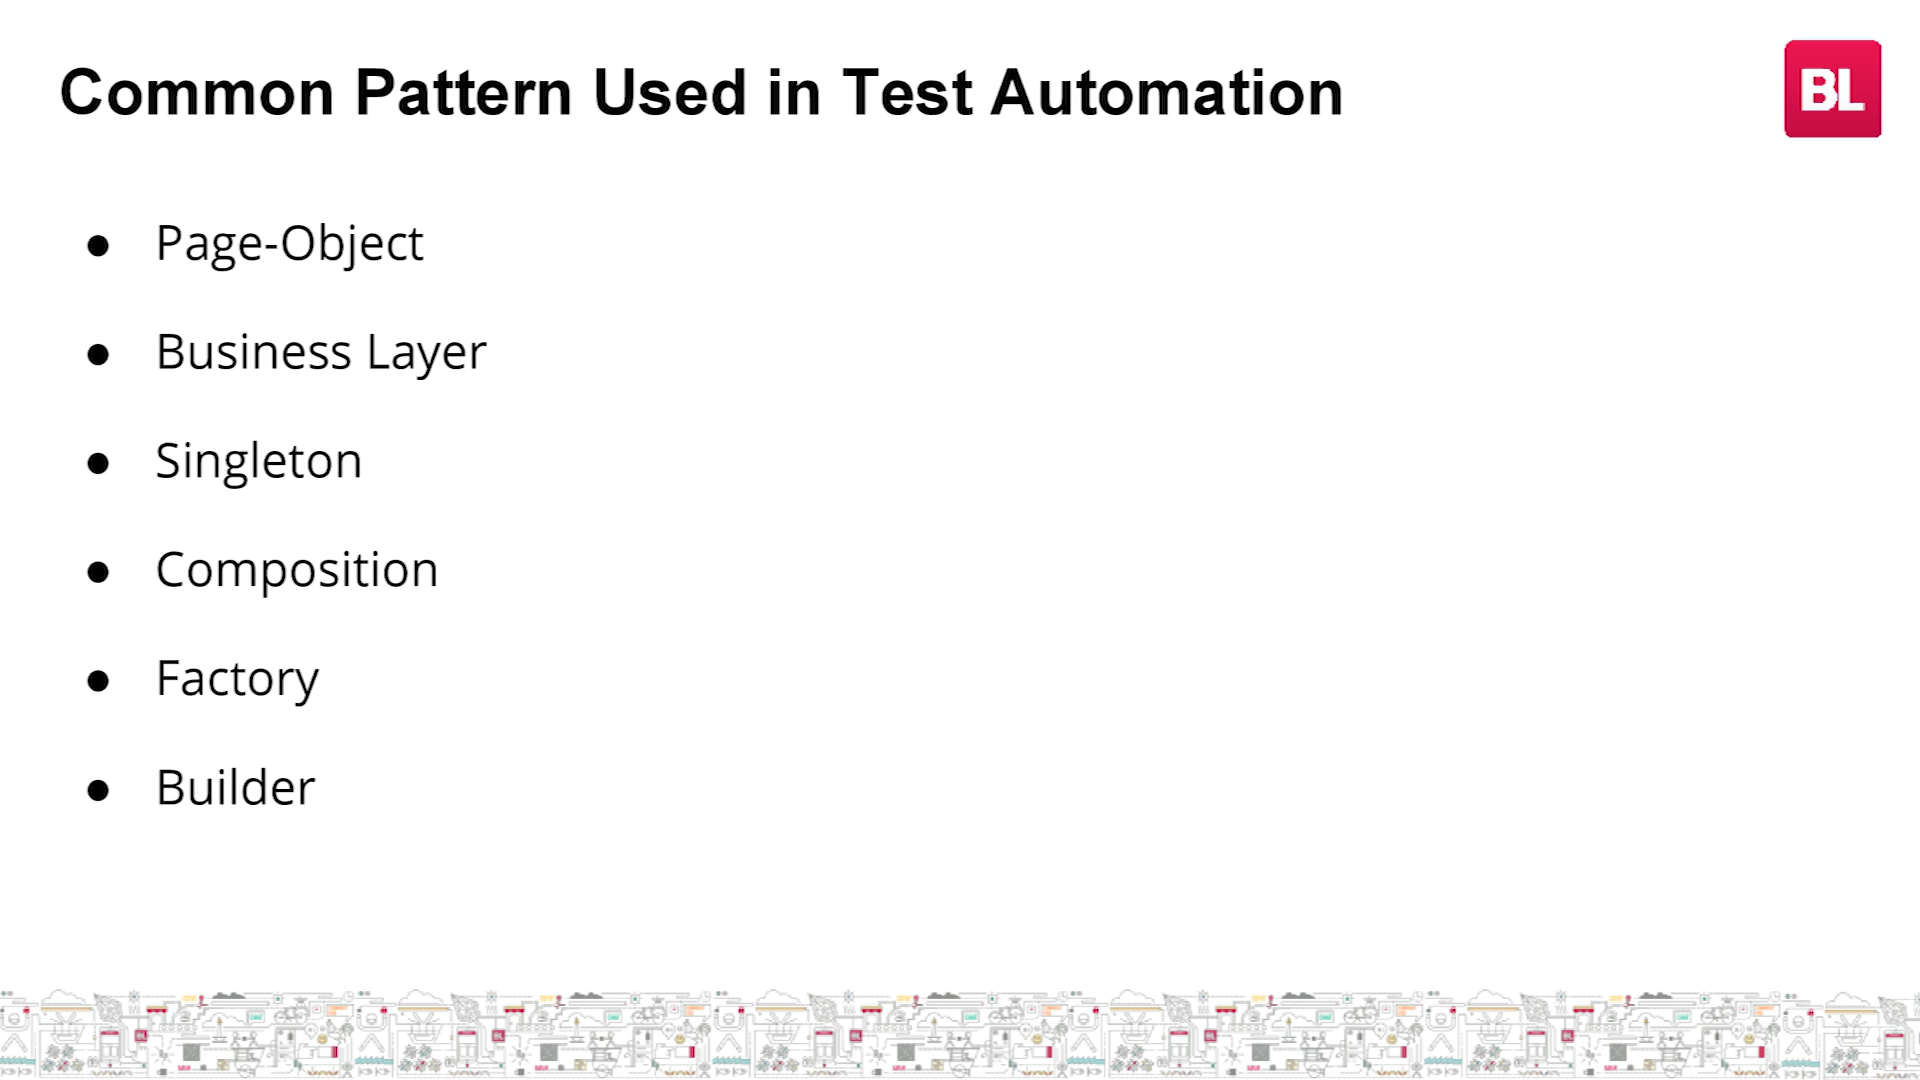 Common Pattern Used in Test Automation
BL
● Page-Object
● Business Layer
● Singleton
● Composition
● Factory
● Builder